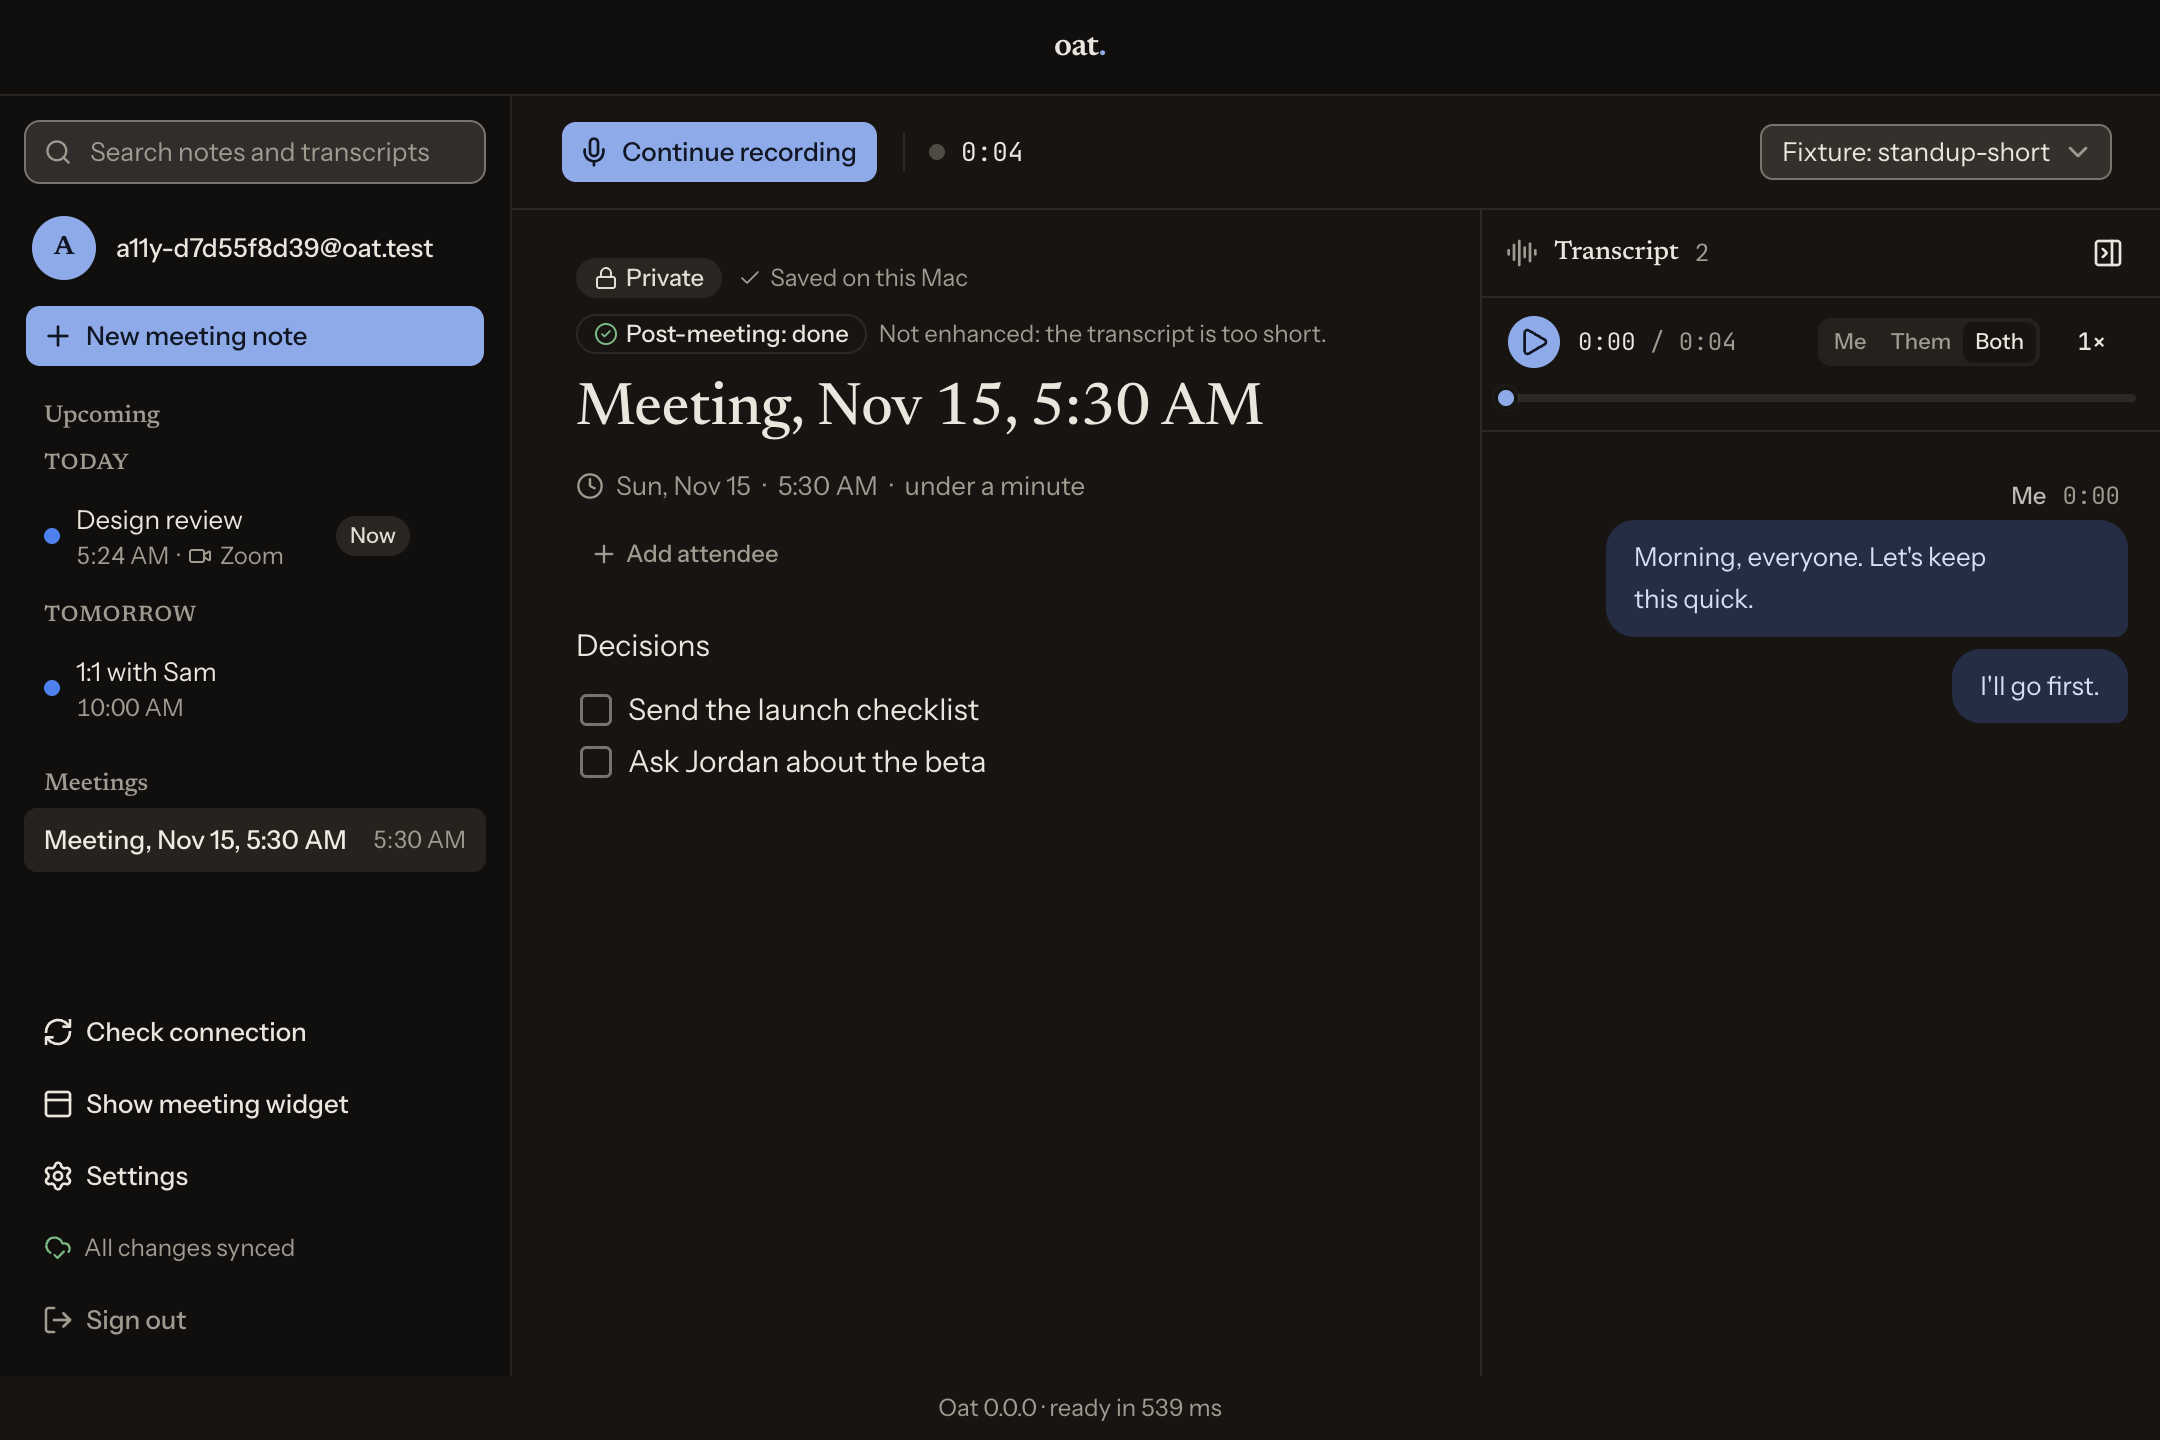 oat.
Search notes and transcripts
A
a11y-d7d55f8d39@oat.test
New meeting note
Upcoming
TODAY
Design review
5:24 AM · Zoom
Now
TOMORROW
1:1 with Sam
10:00 AM
Meetings
Meeting, Nov 15, 5:30 AM 5:30 AM
Check connection
Show meeting widget
Settings
All changes synced
Sign out
Continue recording 0:04
Fixture: standup-short
Private Saved on this Mac
Post-meeting: done Not enhanced: the transcript is too short.
Meeting, Nov 15, 5:30 AM
Sun, Nov 15 · 5:30 AM · under a minute
Add attendee
Decisions
Send the launch checklist
Ask Jordan about the beta
Transcript 2
0:00 / 0:04 Me Them Both 1×
Me 0:00
Morning, everyone. Let's keep
this quick.
I'll go first.
Oat 0.0.0 · ready in 539 ms